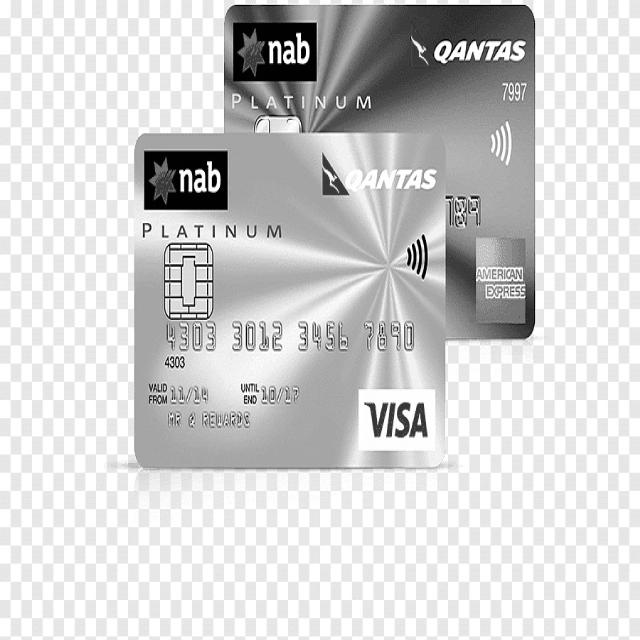 nab
QANTAS
7997
PLATINUM
789
AMERICAN
EXPRESS
nab
QANTAS
PLATINUM
4303 3012 3456 7890
4303
VALID FROM 11/14 UNTIL END 10/17
MR Q REWARDS
VISA